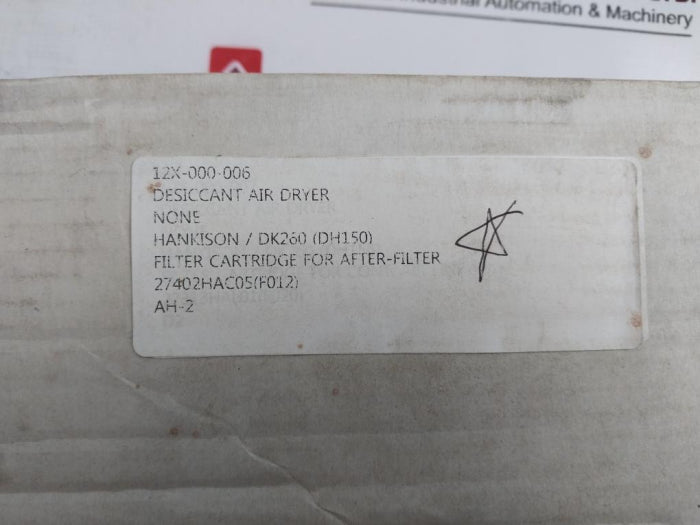 Industrial Automation & Machinery
12X-000-006
DESICCANT AIR DRYER
NONE
HANKISON / DK260 (DH150)
FILTER CARTRIDGE FOR AFTER-FILTER
27402HAC05(F012)
AH-2